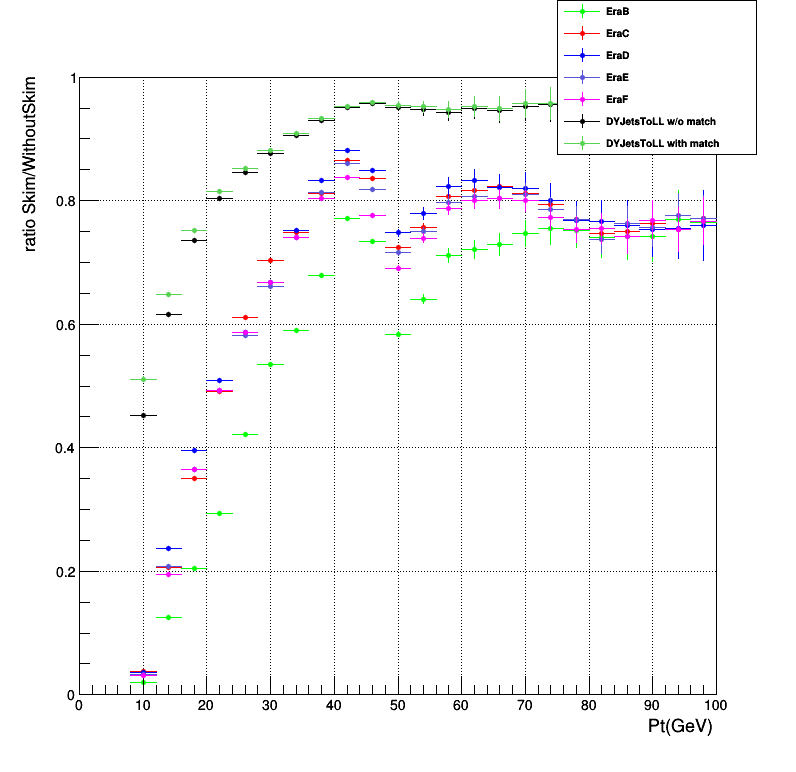 EraB
EraC
EraD
EraE
EraF
DYJetsToLL w/o match
DYJetsToLL with match
ratio Skim/WithoutSkim
1
0.8
0.6
0.4
0.2
0
0 10 20 30 40 50 60 70 80 90 100
Pt(GeV)